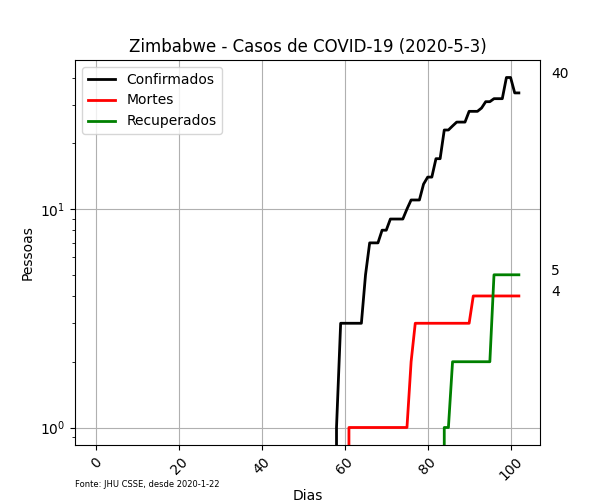 Zimbabwe - Casos de COVID-19 (2020-5-3)
Confirmados
Mortes
Recuperados
40
5
4
10¹
10⁰
Pessoas
0
20
40
60
80
100
Fonte: JHU CSSE, desde 2020-1-22
Dias